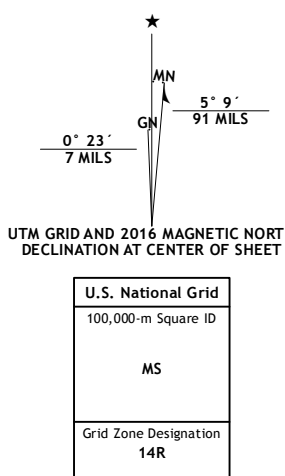 ★
MN
5° 9´
91 MILS
GN
0° 23´
7 MILS
UTM GRID AND 2016 MAGNETIC NORT
DECLINATION AT CENTER OF SHEET
U.S. National Grid
100,000-m Square ID
MS
Grid Zone Designation
14R